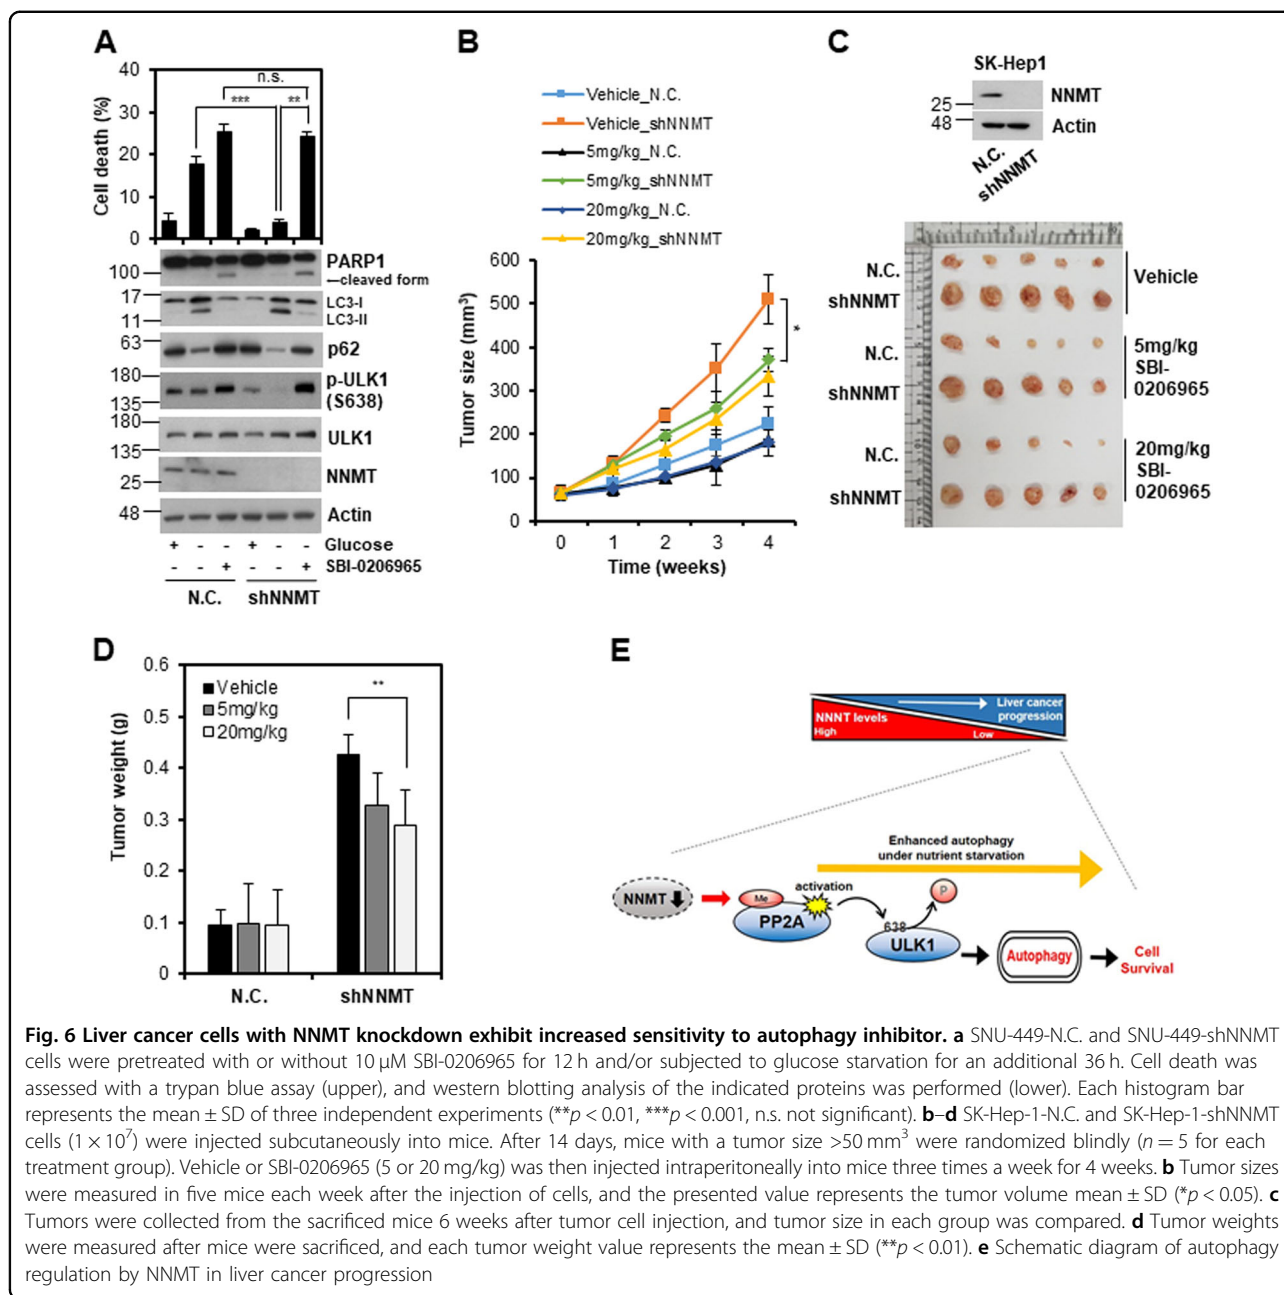 A
40
30
20
10
0
Cell death (%)
n.s.
***
**
100
PARP1
←cleaved form
17
11
LC3-I
LC3-II
63
p62
180
135
p-ULK1
(S638)
180
135
ULK1
25
NNMT
48
Actin
+ - - + - - Glucose
- - + - - + SBI-0206965
N.C. shNNMT
B
Vehicle_N.C.
Vehicle_shNNMT
5mg/kg_N.C.
5mg/kg_shNNMT
20mg/kg_N.C.
20mg/kg_shNNMT
600
500
400
300
200
100
0
Tumor size (mm³)
*
0 1 2 3 4
Time (weeks)
C
SK-Hep1
25
NNMT
48
Actin
N.C.
shNNMT
N.C.
shNNMT
Vehicle
N.C.
shNNMT
5mg/kg
SBI-
0206965
N.C.
shNNMT
20mg/kg
SBI-
0206965
D
0.6
0.5
0.4
0.3
0.2
0.1
0
Tumor weight (g)
Vehicle
5mg/kg
20mg/kg
**
N.C. shNNMT
E
NNNT levels
High
Low
Liver cancer
progression
Enhanced autophagy
under nutrient starvation
NNMT
Me
PP2A
activation
638
P
ULK1
Autophagy
Cell
Survival
Fig. 6 Liver cancer cells with NNMT knockdown exhibit increased sensitivity to autophagy inhibitor. a SNU-449-N.C. and SNU-449-shNNMT
cells were pretreated with or without 10 µM SBI-0206965 for 12 h and/or subjected to glucose starvation for an additional 36 h. Cell death was
assessed with a trypan blue assay (upper), and western blotting analysis of the indicated proteins was performed (lower). Each histogram bar
represents the mean ± SD of three independent experiments (**p < 0.01, ***p < 0.001, n.s. not significant). b–d SK-Hep-1-N.C. and SK-Hep-1-shNNMT
cells (1 × 10⁷) were injected subcutaneously into mice. After 14 days, mice with a tumor size >50 mm³ were randomized blindly (n = 5 for each
treatment group). Vehicle or SBI-0206965 (5 or 20 mg/kg) was then injected intraperitoneally into mice three times a week for 4 weeks. b Tumor sizes
were measured in five mice each week after the injection of cells, and the presented value represents the tumor volume mean ± SD (*p < 0.05). c
Tumors were collected from the sacrificed mice 6 weeks after tumor cell injection, and tumor size in each group was compared. d Tumor weights
were measured after mice were sacrificed, and each tumor weight value represents the mean ± SD (**p < 0.01). e Schematic diagram of autophagy
regulation by NNMT in liver cancer progression